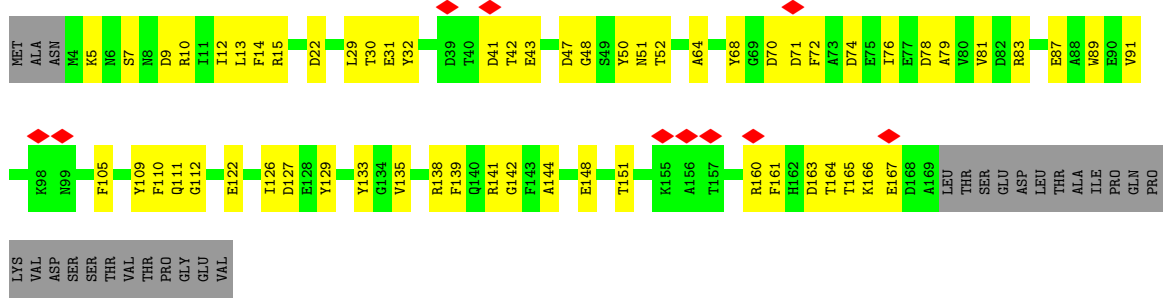 MET ALA ASN M4 K5 N6 S7 N8 D9 R10 I11 I12 L13 F14 R15 D22 L29 T30 E31 Y32 D39 T40 D41 T42 E43 D47 G48 S49 Y50 N51 T52 A64 Y68 G69 D70 D71 F72 A73 D74 E75 I76 E77 D78 A79 V80 V81 D82 R83 E87 A88 W89 E90 V91
K98 N99 F105 Y109 F110 Q111 G112 E122 I126 D127 E128 Y129 Y133 G134 V135 R138 F139 Q140 R141 G142 F143 A144 E148 T151 K155 A156 T157 R160 F161 H162 D163 T164 T165 K166 E167 D168 A169 LEU THR SER GLU ASP LEU THR ALA ILE PRO GLN PRO
LYS VAL ASP SER SER THR VAL THR PRO GLY GLU VAL